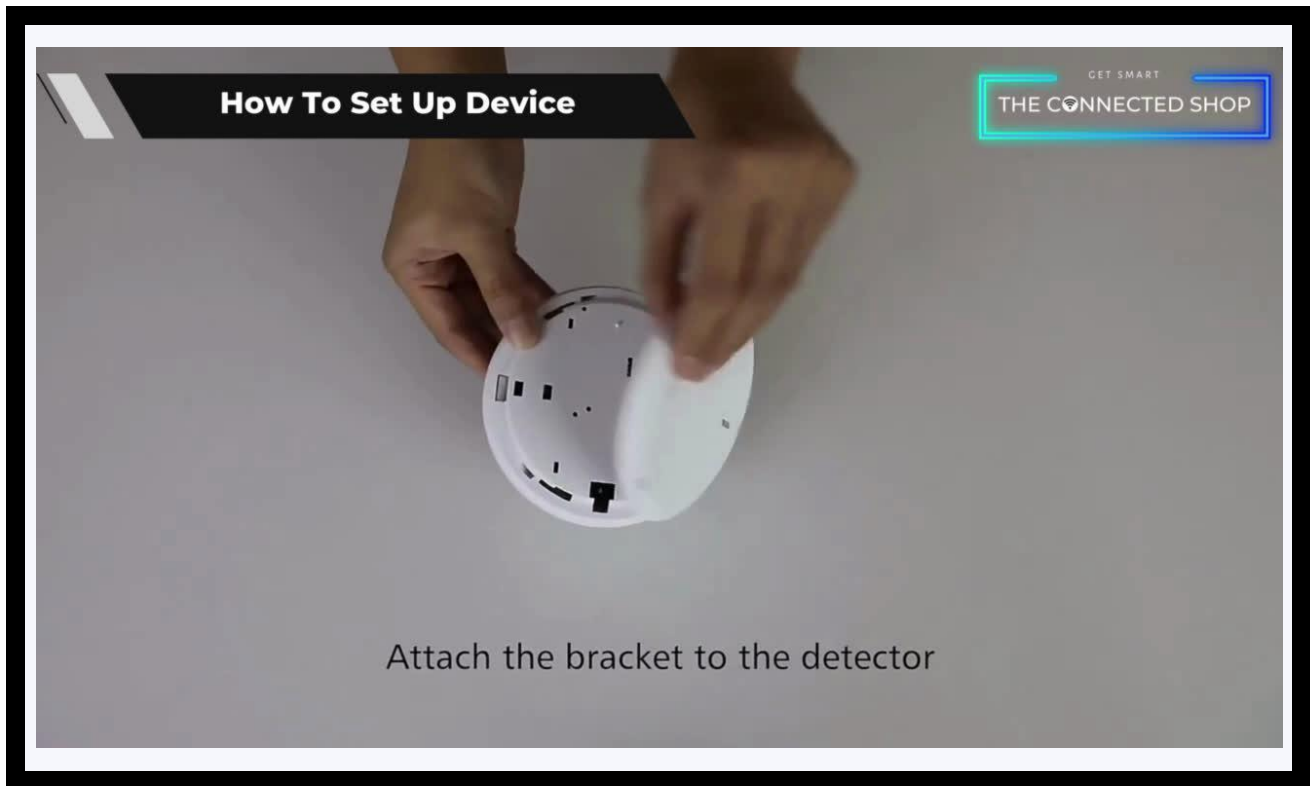 How To Set Up Device
GET SMART
THE CONNECTED SHOP
Attach the bracket to the detector